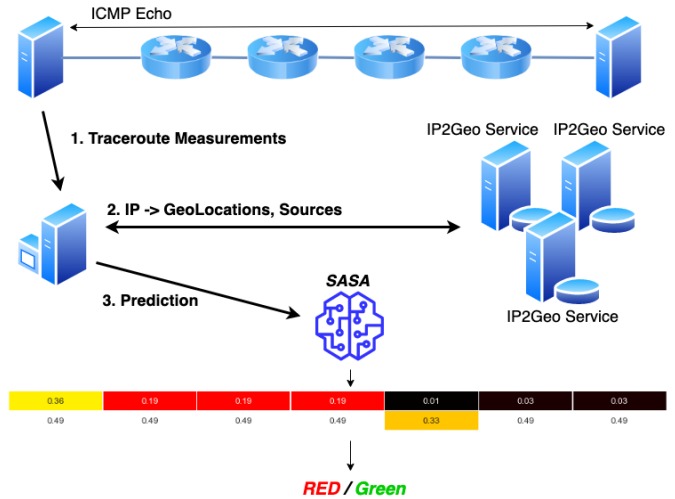 ICMP Echo
1. Traceroute Measurements
IP2Geo Service IP2Geo Service
2. IP -> GeoLocations, Sources
IP2Geo Service
3. Prediction
SASA
0.36 0.19 0.19 0.19 0.01 0.03 0.03
0.49 0.49 0.49 0.49 0.33 0.49 0.49
RED / Green